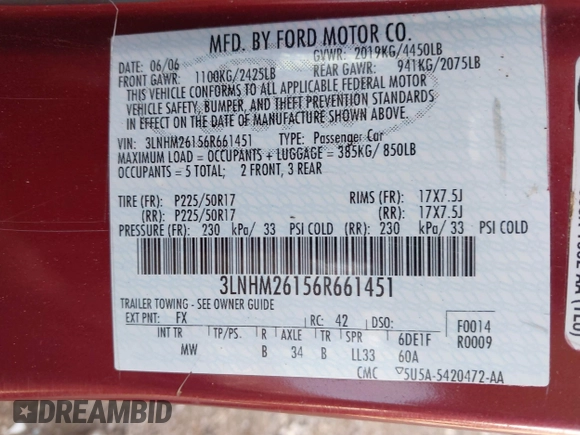 MFD. BY FORD MOTOR CO.
DATE: 06/06 GVWR: 2019KG/4450LB
FRONT GAWR: 1100KG/2425LB REAR GAWR: 941KG/2075LB
THIS VEHICLE CONFORMS TO ALL APPLICABLE FEDERAL MOTOR
VEHICLE SAFETY, BUMPER, AND THEFT PREVENTION STANDARDS
IN EFFECT ON THE DATE OF MANUFACTURE SHOWN ABOVE.
VIN: 3LNHM26156R661451 TYPE: Passenger Car
MAXIMUM LOAD = OCCUPANTS + LUGGAGE = 385KG/ 850LB
OCCUPANTS = 5 TOTAL; 2 FRONT, 3 REAR
TIRE (FR): P225/50R17 RIMS (FR): 17X7.5J
(RR): P225/50R17 (RR): 17X7.5J
PRESSURE (FR): 230 kPa/ 33 PSI COLD (RR): 230 kPa/ 33 PSI COLD
3LNHM26156R661451
TRAILER TOWING - SEE OWNER GUIDE
EXT PNT: FX RC: 42 DSO: F0014
INT TR TP/PS. R AXLE TR SPR 6DE1F R0009
MW B 34 B LL33 60A
CMC ▽5U5A-5420472-AA
DREAMBID